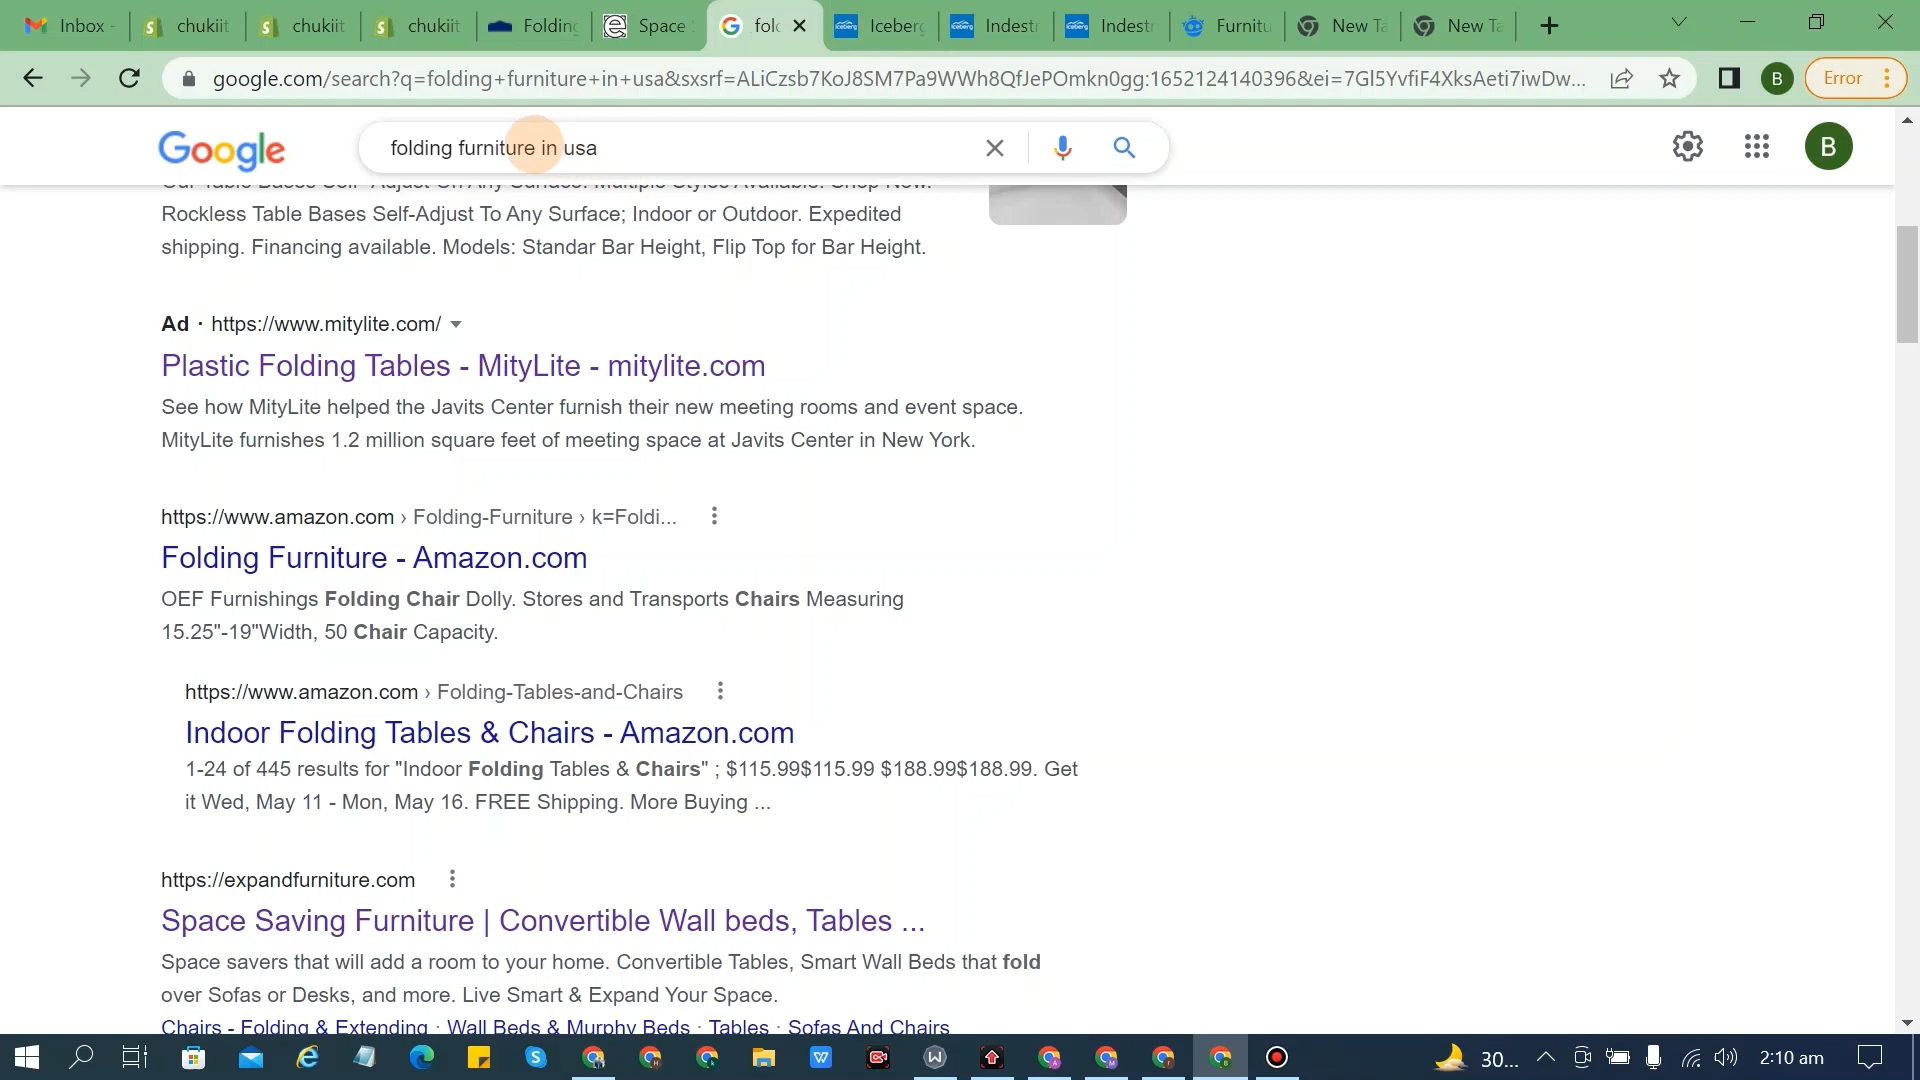 Inbox
chukiit
chukiit
chukiit
Folding
Space
fol
Iceberg
Indestr
Indestr
Furnitu
New Ta
New Ta
google.com/search?q=folding+furniture+in+usa&sxsrf=ALiCzsb7KoJ8SM7Pa9WWh8QfJePOmkn0gg:1652124140396&ei=7Gl5YvfiF4XksAeti7iwDw...
B
Error
Google
folding furniture in usa
B
Rockless Table Bases Self-Adjust To Any Surface; Indoor or Outdoor. Expedited
shipping. Financing available. Models: Standar Bar Height, Flip Top for Bar Height.
Ad · https://www.mitylite.com/
Plastic Folding Tables - MityLite - mitylite.com
See how MityLite helped the Javits Center furnish their new meeting rooms and event space.
MityLite furnishes 1.2 million square feet of meeting space at Javits Center in New York.
https://www.amazon.com › Folding-Furniture › k=Foldi...
Folding Furniture - Amazon.com
OEF Furnishings Folding Chair Dolly. Stores and Transports Chairs Measuring
15.25"-19"Width, 50 Chair Capacity.
https://www.amazon.com › Folding-Tables-and-Chairs
Indoor Folding Tables & Chairs - Amazon.com
1-24 of 445 results for "Indoor Folding Tables & Chairs" ; $115.99$115.99 $188.99$188.99. Get
it Wed, May 11 - Mon, May 16. FREE Shipping. More Buying ...
https://expandfurniture.com
Space Saving Furniture | Convertible Wall beds, Tables ...
Space savers that will add a room to your home. Convertible Tables, Smart Wall Beds that fold
over Sofas or Desks, and more. Live Smart & Expand Your Space.
Chairs - Folding & Extending · Wall Beds & Murphy Beds · Tables · Sofas And Chairs
30...
2:10 am